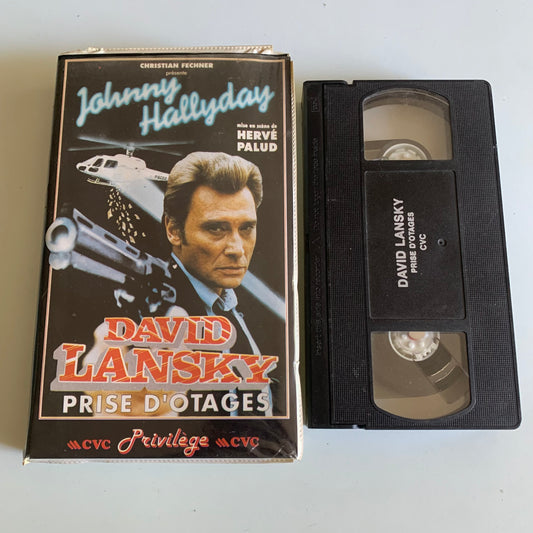 CHRISTIAN FECHNER
présente
Johnny
Hallyday
mise en scène de
HERVÉ
PALUD
DAVID
LANSKY
PRISE D'OTAGES
CVC Privilège CVC
DAVID LANSKY
PRISE D'OTAGES
CVC